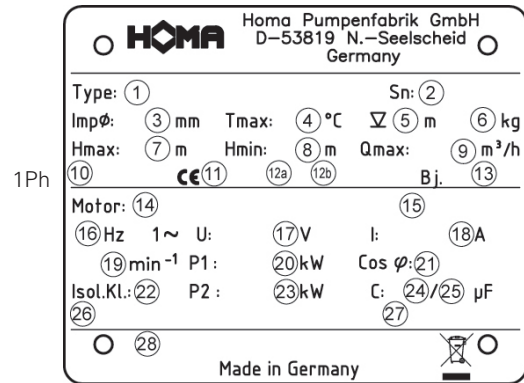 HOMA Homa Pumpenfabrik GmbH
D-53819 N.-Seelscheid
Germany
Type: 1 Sn: 2
Impø: 3 mm Tmax: 4 °C 5 m 6 kg
Hmax: 7 m Hmin: 8 m Qmax: 9 m³/h
1Ph
10 CE 11 12a 12b Bj. 13
Motor: 14 15
16 Hz 1~ U: 17 V I: 18 A
19 min⁻¹ P1: 20 kW Cos φ: 21
Isol.Kl.: 22 P2: 23 kW C: 24/25 µF
26 27
28
Made in Germany